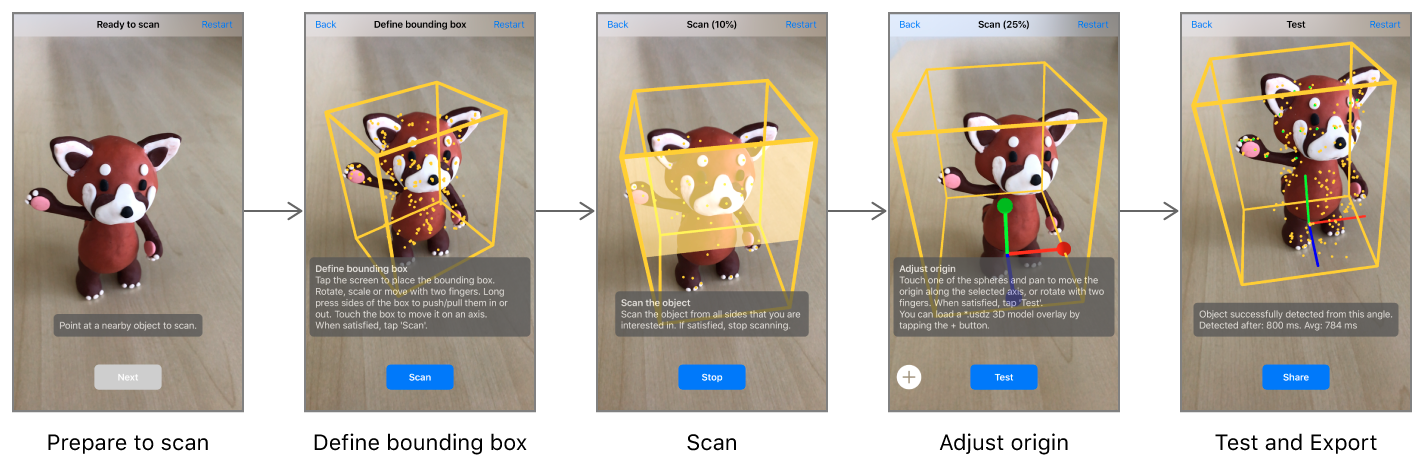 Ready to scan
Restart
Point at a nearby object to scan.
Next
Prepare to scan
Back
Define bounding box
Restart
Define bounding box
Tap the screen to place the bounding box.
Rotate, scale or move with two fingers. Long
press sides of the box to push/pull them in or
out. Touch the box to move it on an axis.
When satisfied, tap 'Scan'.
Scan
Define bounding box
Back
Scan (10%)
Restart
Scan the object
Scan the object from all sides that you are
interested in. If satisfied, stop scanning.
Stop
Scan
Back
Scan (25%)
Restart
Adjust origin
Touch one of the spheres and pan to move the
origin along the selected axis, or rotate with two
fingers. When satisfied, tap 'Test'.
You can load a *.usdz 3D model overlay by
tapping the + button.
Test
Adjust origin
Back
Test
Restart
Object successfully detected from this angle.
Detected after: 800 ms. Avg: 784 ms
Share
Test and Export